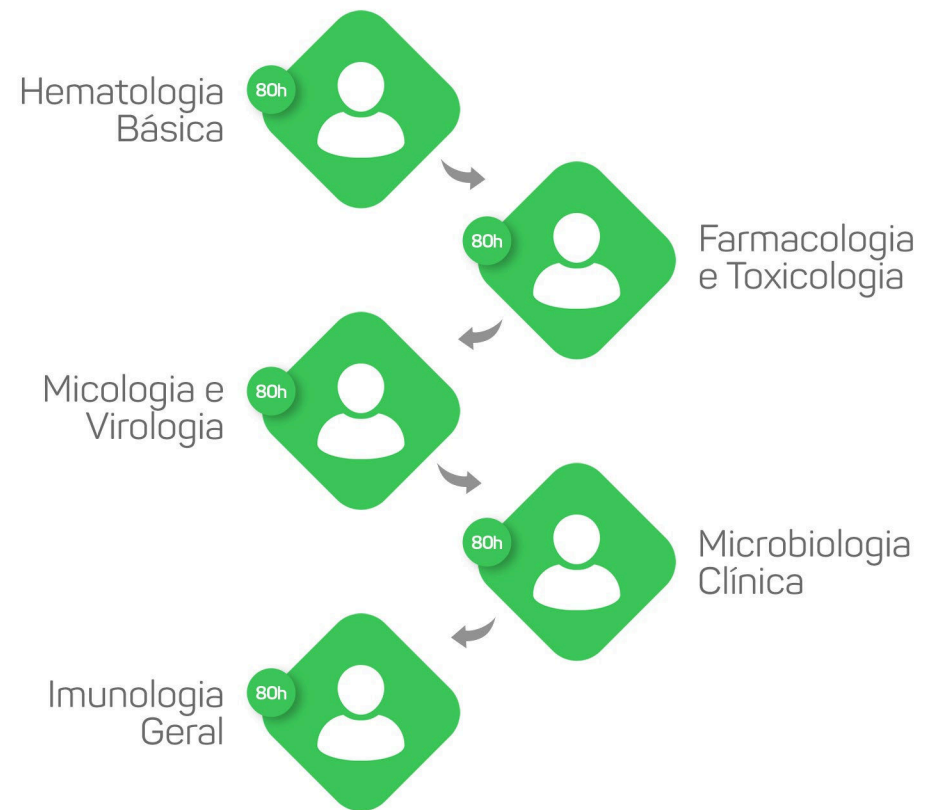 Hematologia
Básica
80h
80h
Farmacologia
e Toxicologia
Micologia e
Virologia
80h
80h
Microbiologia
Clínica
Imunologia
Geral
80h